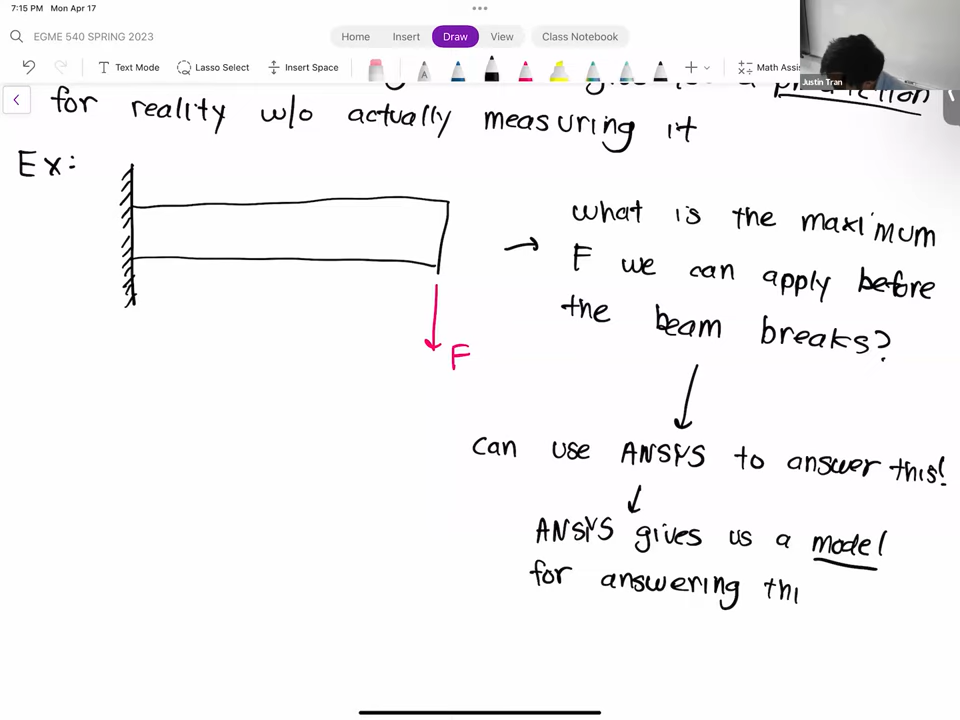 7:15 PM Mon Apr 17
EGME 540 SPRING 2023
Home Insert Draw View Class Notebook
Text Mode Lasso Select Insert Space Math Assis
Justin Tran
for reality w/o actually measuring it
Ex:
What is the maximum
F we can apply before
the beam breaks?
F
can use ANSYS to answer this!
ANSYS gives us a model
for answering thi